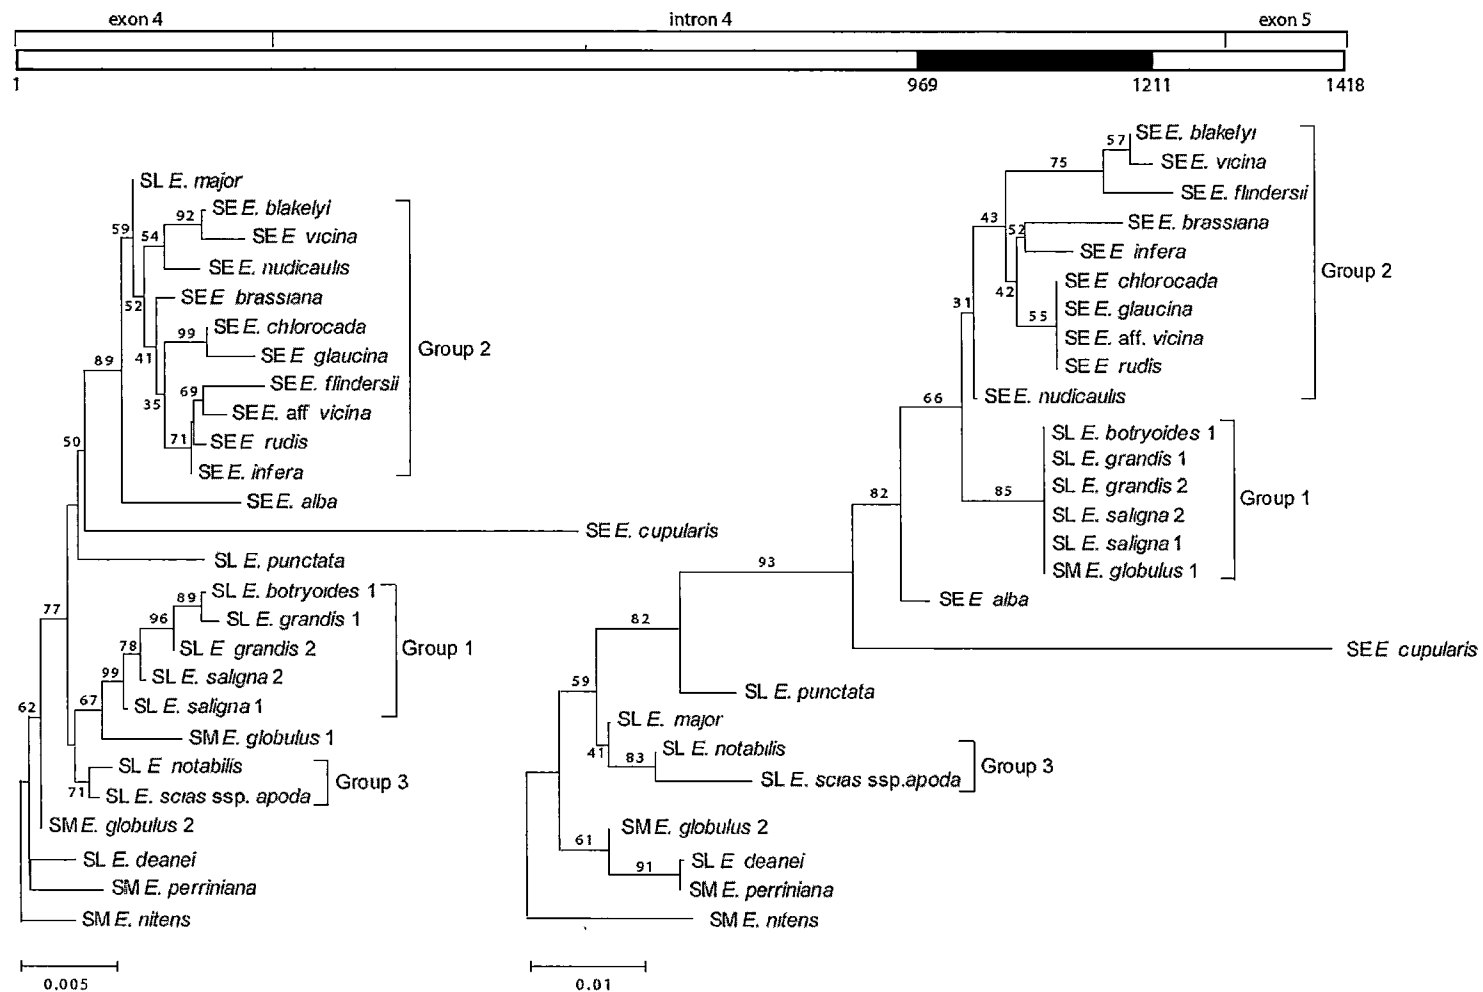 exon 4 intron 4 exon 5
1 969 1211 1418
SL E. major
SE E. blakelyi
SE E vicina
SE E. nudicaulis
SE E brassiana
SE E. chlorocada
SE E glaucina
SE E. flindersii
SE E. aff vicina
SE E rudis
SE E. infera
Group 2
SE E. alba
SE E. cupularis
SL E. punctata
SL E. botryoides 1
SL E. grandis 1
SL E grandis 2
SL E. saligna 2
SL E. saligna 1
Group 1
SM E. globulus 1
SL E notabilis
SL E. scias ssp. apoda
Group 3
SM E. globulus 2
SL E. deanei
SM E. perriniana
SM E. nitens
59
92
54
52
99
41
35
69
71
89
50
77
89
96
78
99
67
62
71
0.005
SE E. blakelyi
SE E. vicina
SE E. flindersii
SE E. brassiana
SE E infera
SE E. chlorocada
SE E. glaucina
SE E. aff. vicina
SE E rudis
SE E. nudicaulis
Group 2
SL E. botryoides 1
SL E. grandis 1
SL E. grandis 2
SL E. saligna 2
SL E. saligna 1
SM E. globulus 1
Group 1
SE E alba
SE E cupularis
SL E. punctata
SL E. major
SL E. notabilis
SL E. scias ssp.apoda
Group 3
SM E. globulus 2
SL E deanei
SM E. perriniana
SM E. nitens
57
75
43
52
42
55
31
66
85
82
93
82
59
41
83
61
91
0.01